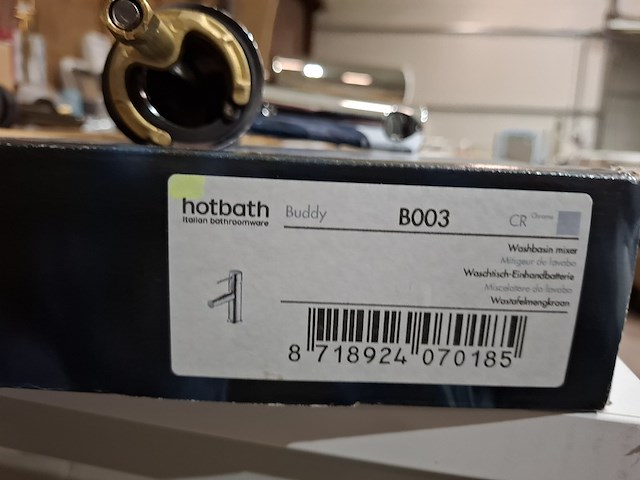 hotbath Buddy B003 CR Chrome
Italian bathroomware
Washbasin mixer
Mitigeur de lavabo
Waschtisch-Einhandbatterie
Miscelatore da lavabo
Wastafelmengkraan
8 718924 070185